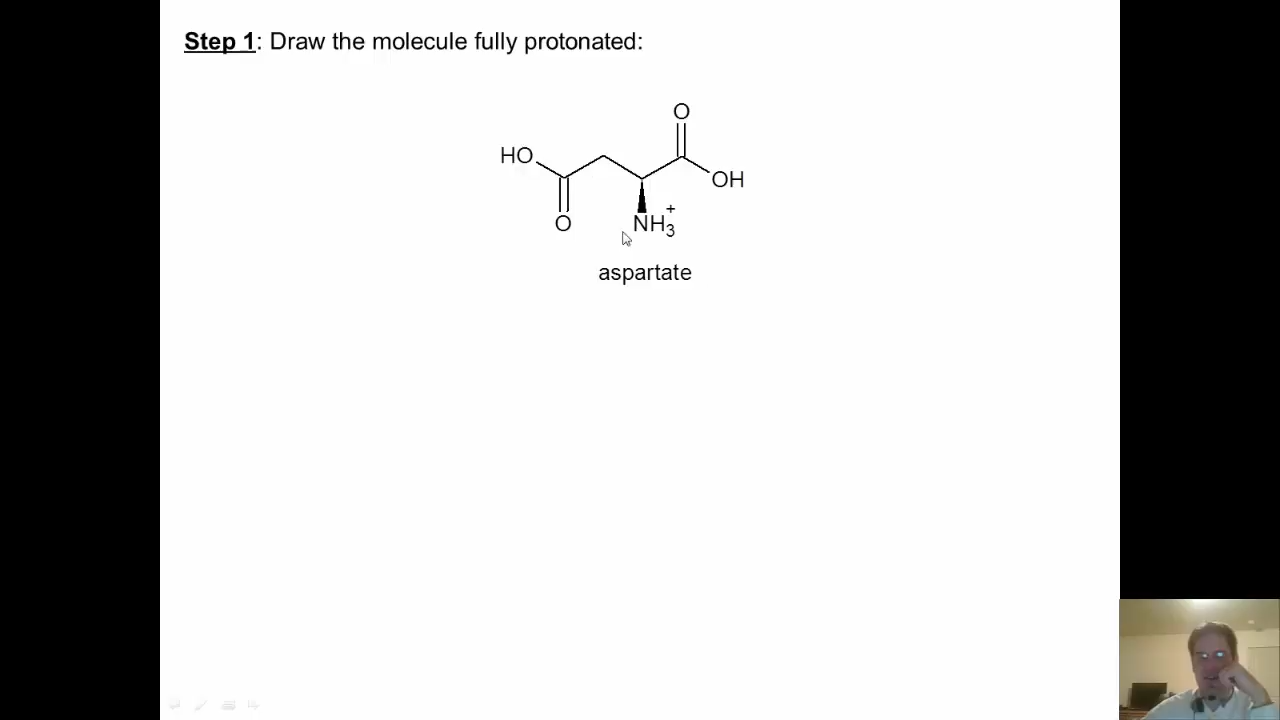 Step 1: Draw the molecule fully protonated:
O
HO
OH
O
NH3+
aspartate